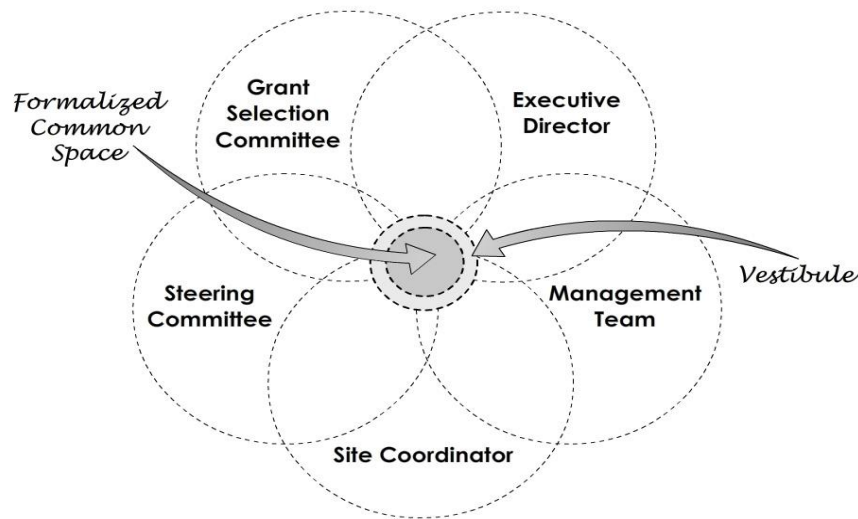 Formalized
Common
Space
Grant
Selection
Committee
Executive
Director
Vestibule
Steering
Committee
Management
Team
Site Coordinator